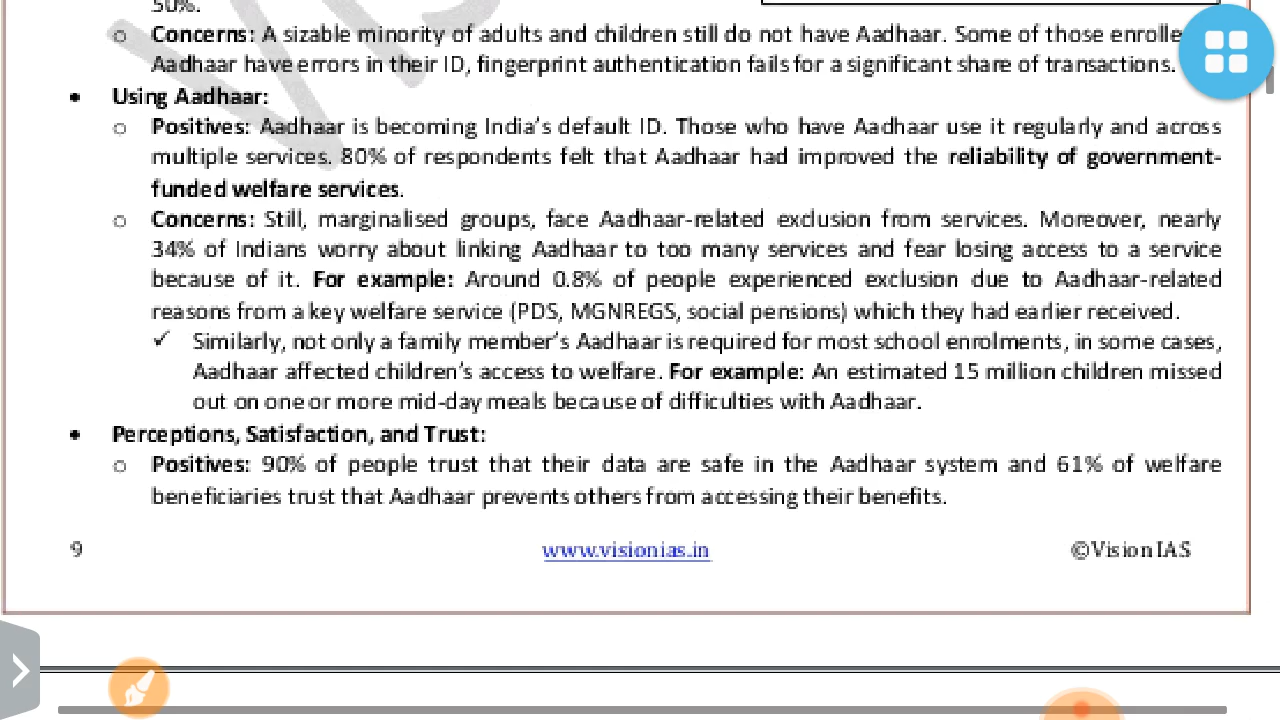 50%.
o Concerns: A sizable minority of adults and children still do not have Aadhaar. Some of those enrolle
Aadhaar have errors in their ID, fingerprint authentication fails for a significant share of transactions.
• Using Aadhaar:
o Positives: Aadhaar is becoming India's default ID. Those who have Aadhaar use it regularly and across
multiple services. 80% of respondents felt that Aadhaar had improved the reliability of government-
funded welfare services.
o Concerns: Still, marginalised groups, face Aadhaar-related exclusion from services. Moreover, nearly
34% of Indians worry about linking Aadhaar to too many services and fear losing access to a service
because of it. For example: Around 0.8% of people experienced exclusion due to Aadhaar-related
reasons from a key welfare service (PDS, MGNREGS, social pensions) which they had earlier received.
✓ Similarly, not only a family member's Aadhaar is required for most school enrolments, in some cases,
Aadhaar affected children's access to welfare. For example: An estimated 15 million children missed
out on one or more mid-day meals because of difficulties with Aadhaar.
• Perceptions, Satisfaction, and Trust:
o Positives: 90% of people trust that their data are safe in the Aadhaar system and 61% of welfare
beneficiaries trust that Aadhaar prevents others from accessing their benefits.
9 www.visionias.in ©Vision IAS